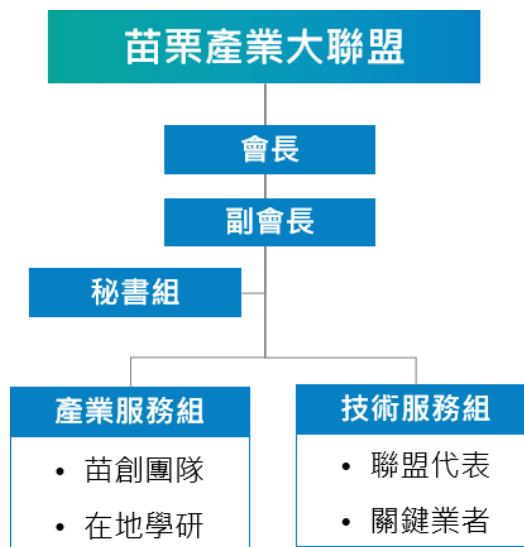 苗栗產業大聯盟
會長
副會長
秘書組
產業服務組
• 苗創團隊
• 在地學研
技術服務組
• 聯盟代表
• 關鍵業者